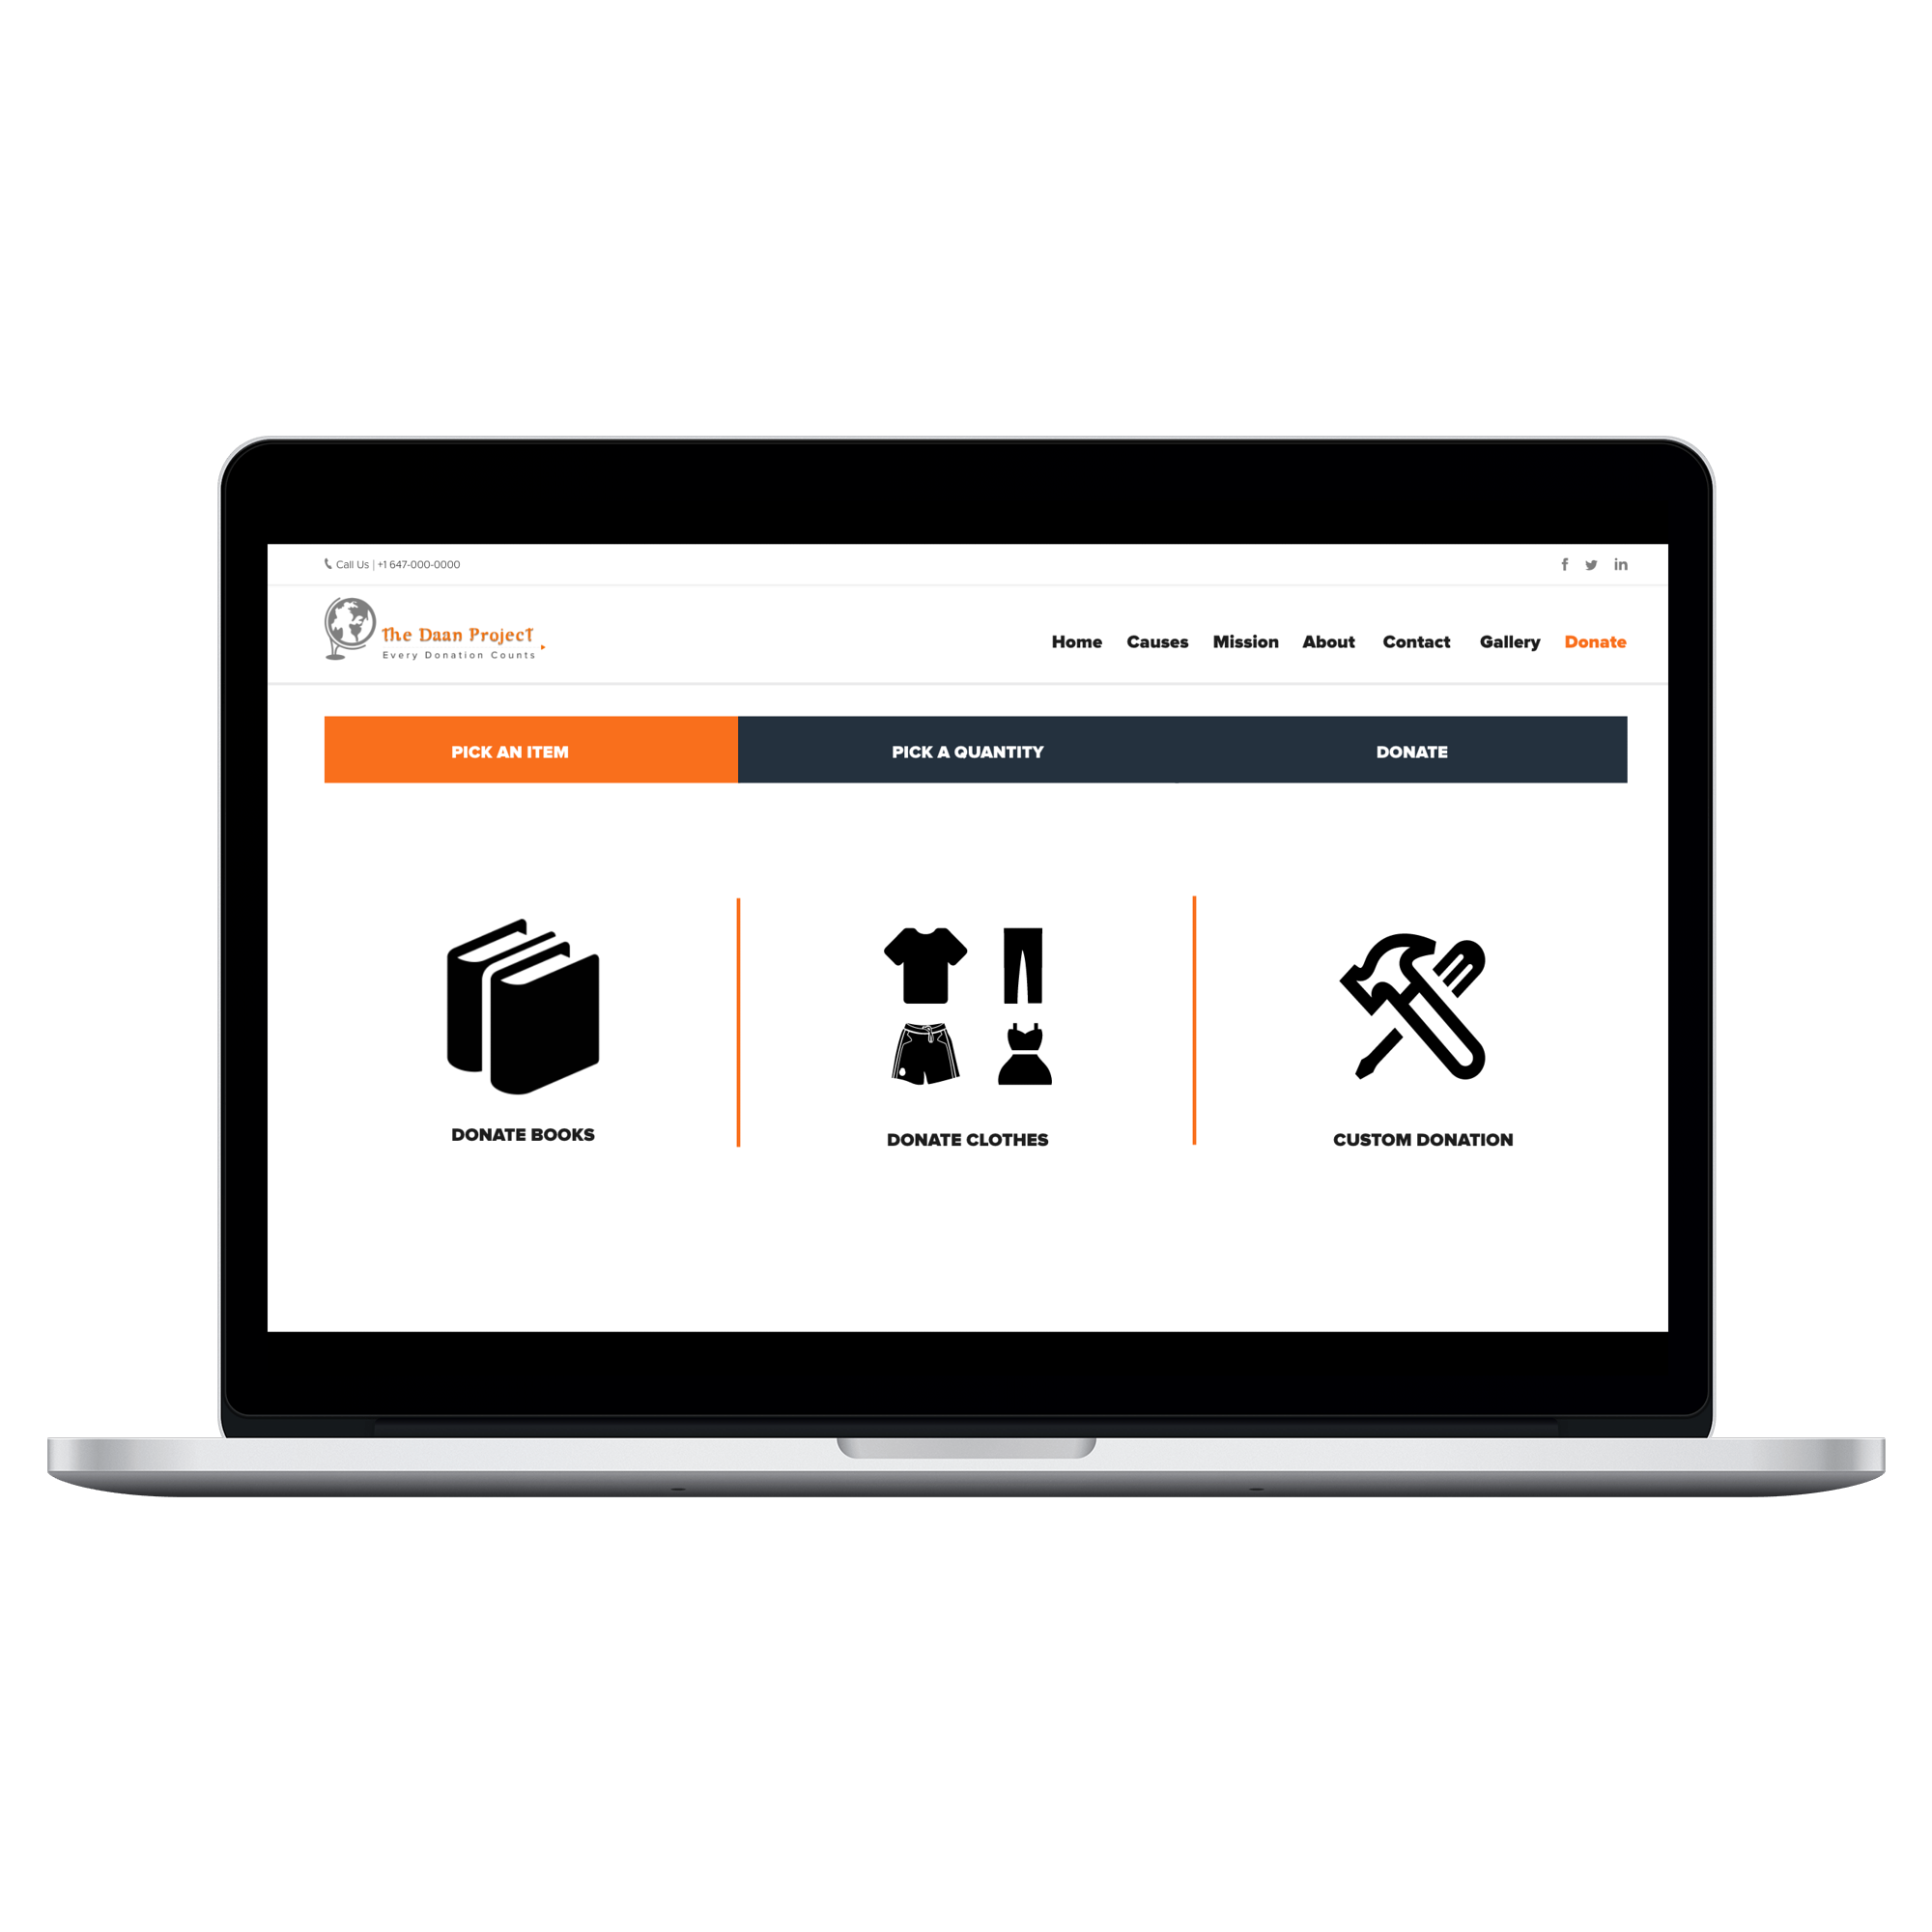 Call Us | +1 647-000-0000
f in
The Daan Project
Every Donation Counts
Home Causes Mission About Contact Gallery Donate
PICK AN ITEM PICK A QUANTITY DONATE
DONATE BOOKS DONATE CLOTHES CUSTOM DONATION